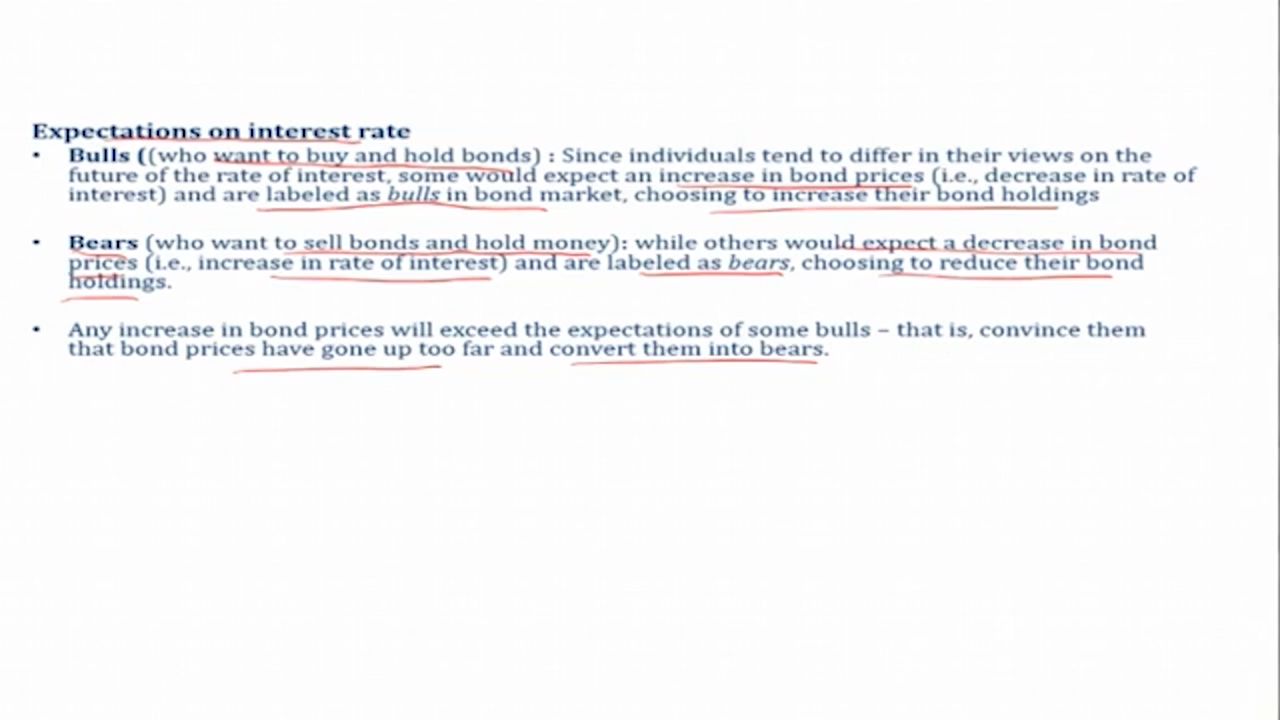 Expectations on interest rate
• Bulls ((who want to buy and hold bonds) : Since individuals tend to differ in their views on the
future of the rate of interest, some would expect an increase in bond prices (i.e., decrease in rate of
interest) and are labeled as bulls in bond market, choosing to increase their bond holdings
• Bears (who want to sell bonds and hold money): while others would expect a decrease in bond
prices (i.e., increase in rate of interest) and are labeled as bears, choosing to reduce their bond
holdings.
• Any increase in bond prices will exceed the expectations of some bulls – that is, convince them
that bond prices have gone up too far and convert them into bears.